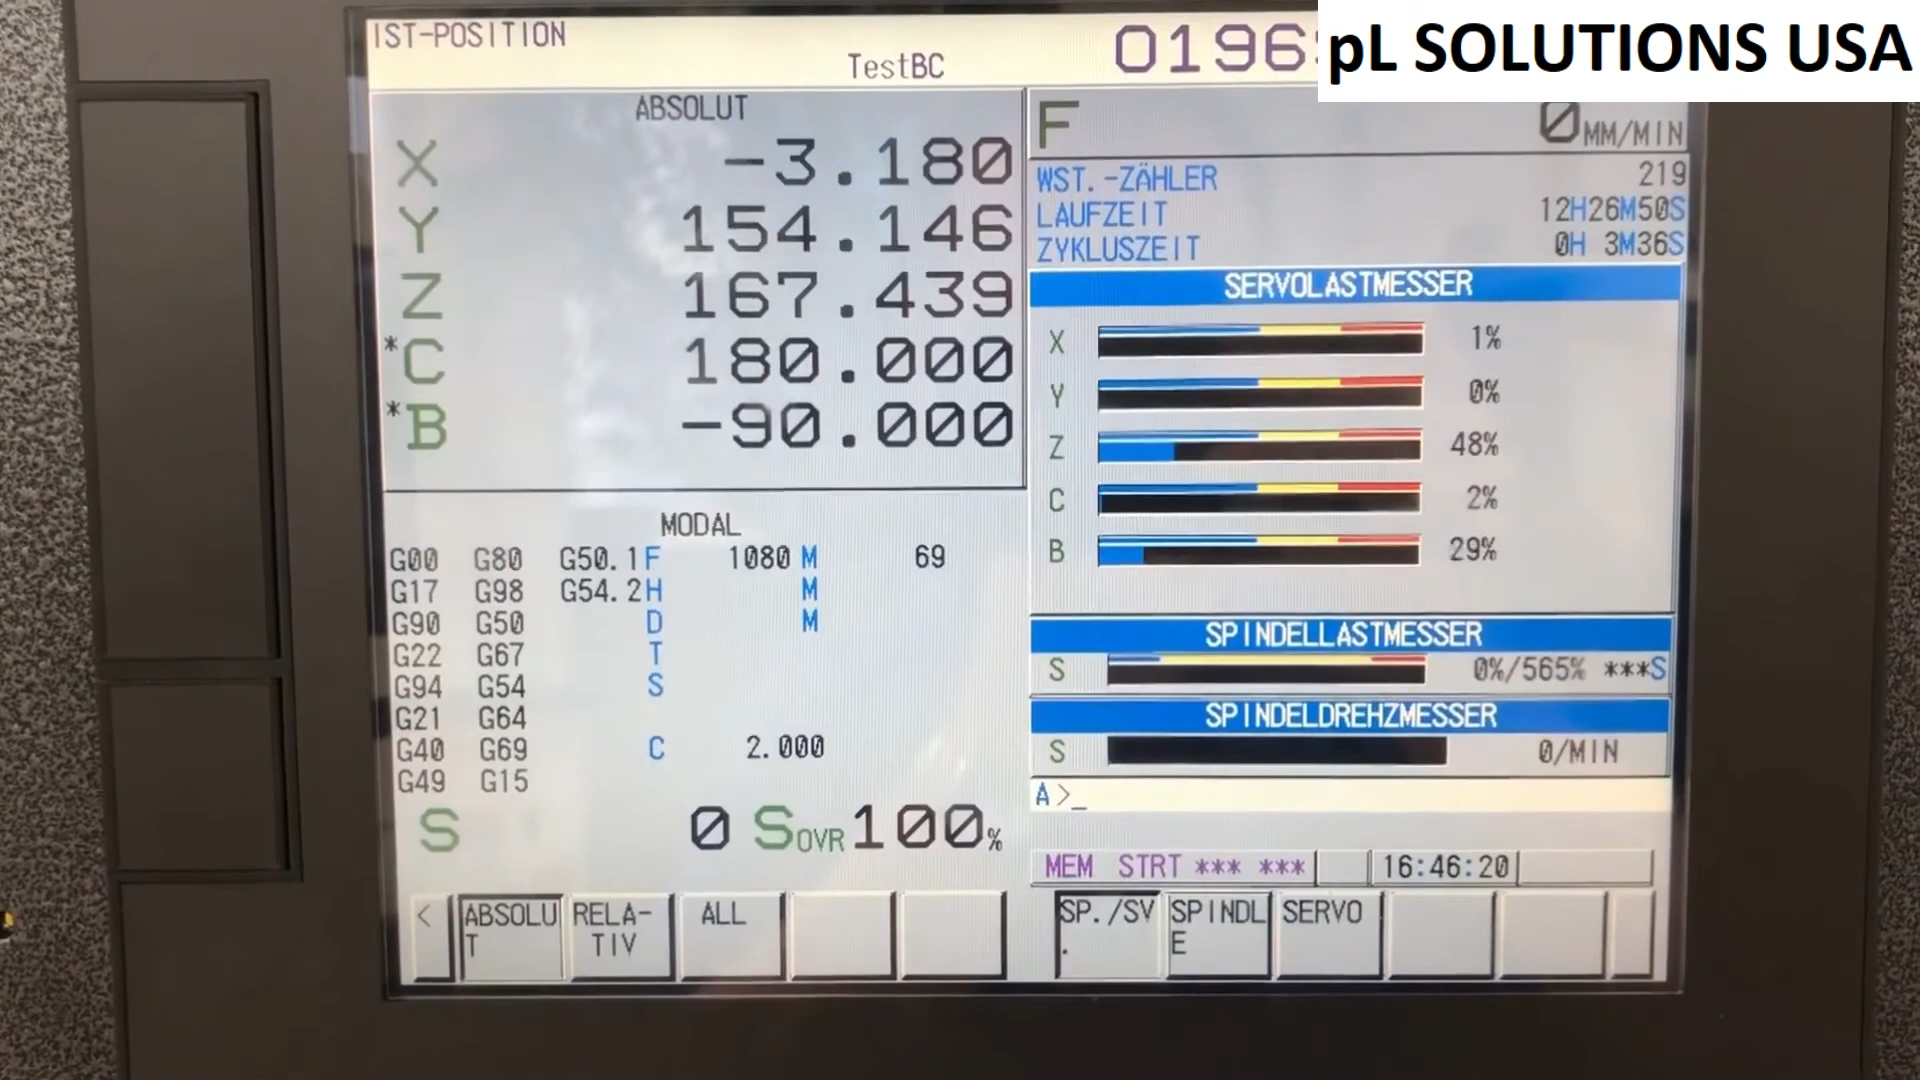 IST-POSITION
TestBC
O196
pL SOLUTIONS USA
ABSOLUT
X -3.180
Y 154.146
Z 167.439
*C 180.000
*B -90.000
F 0 MM/MIN
WST.-ZÄHLER 219
LAUFZEIT 12H26M50S
ZYKLUSZEIT 0H 3M36S
SERVOLASTMESSER
X 1%
Y 0%
Z 48%
C 2%
B 29%
MODAL
G00 G80 G50.1 F 1080 M 69
G17 G98 G54.2 H M
G90 G50 D M
G22 G67 T
G94 G54 S
G21 G64
G40 G69 C 2.000
G49 G15
S 0 SOVR 100%
SPINDELLASTMESSER
S 0%/565% ***S
SPINDELDREHZMESSER
S 0/MIN
A >_
MEM STRT *** *** 16:46:20
< ABSOLU
T
RELA-
TIV
ALL
SP./SV
.
SPINDL
E
SERVO